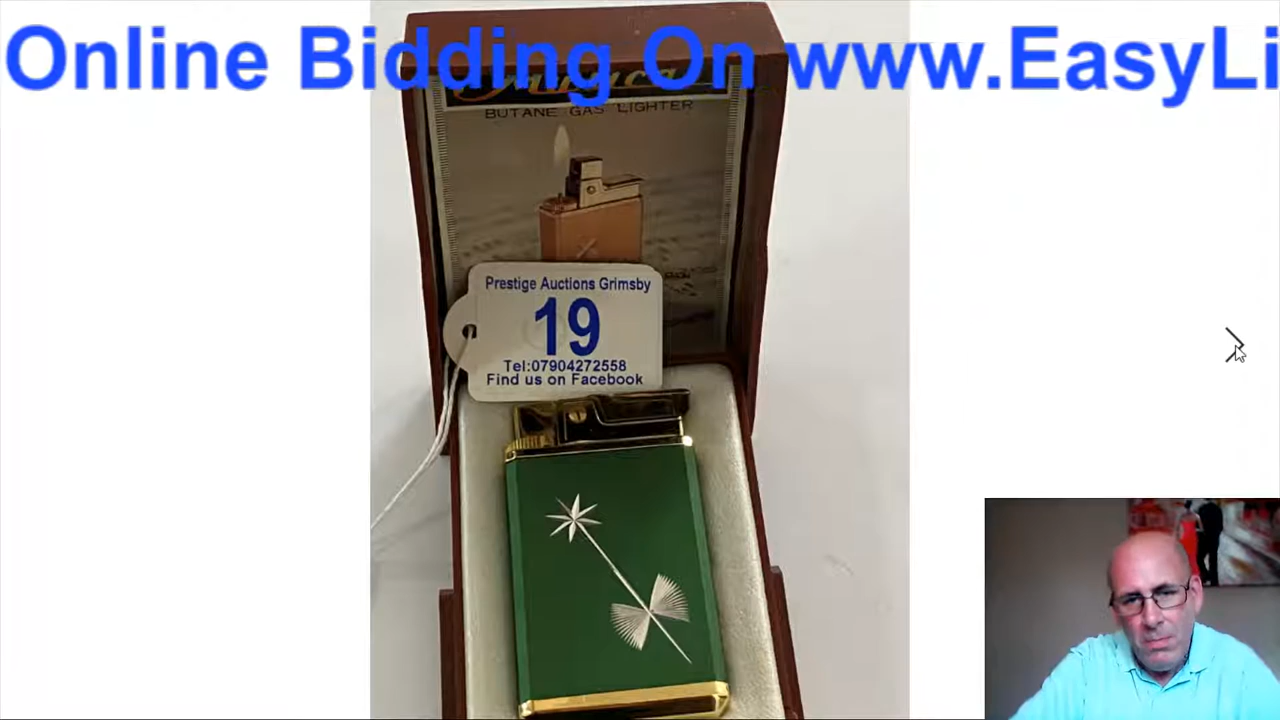 Online Bidding On www.EasyLi
BUTANE GAS LIGHTER
Prestige Auctions Grimsby
19
Tel:07904272558
Find us on Facebook